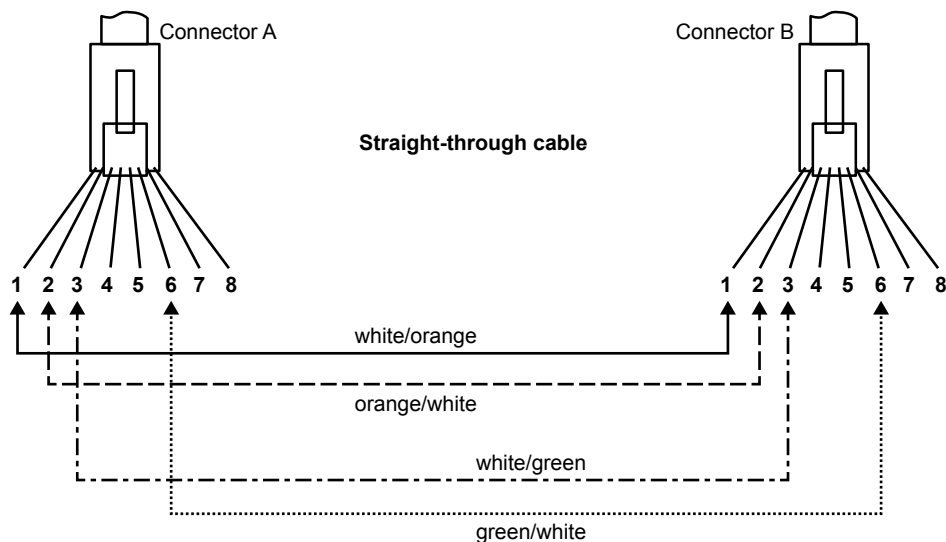 Connector A
Connector B
Straight-through cable
1 2 3 4 5 6 7 8
1 2 3 4 5 6 7 8
white/orange
orange/white
white/green
green/white